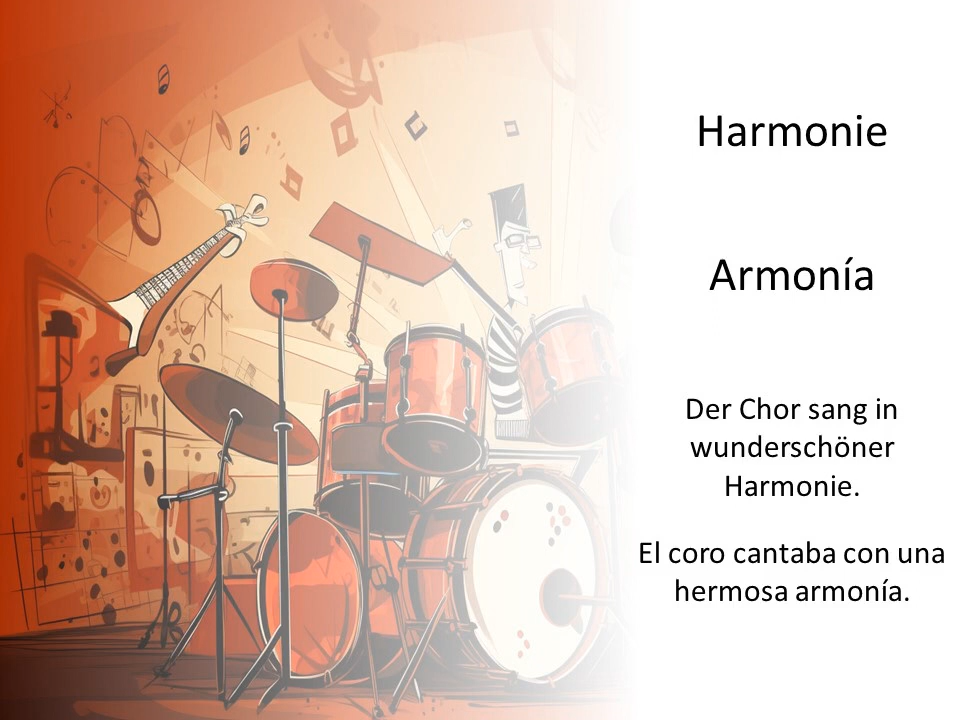 Harmonie
Armonía
Der Chor sang in
wunderschöner
Harmonie.
El coro cantaba con una
hermosa armonía.